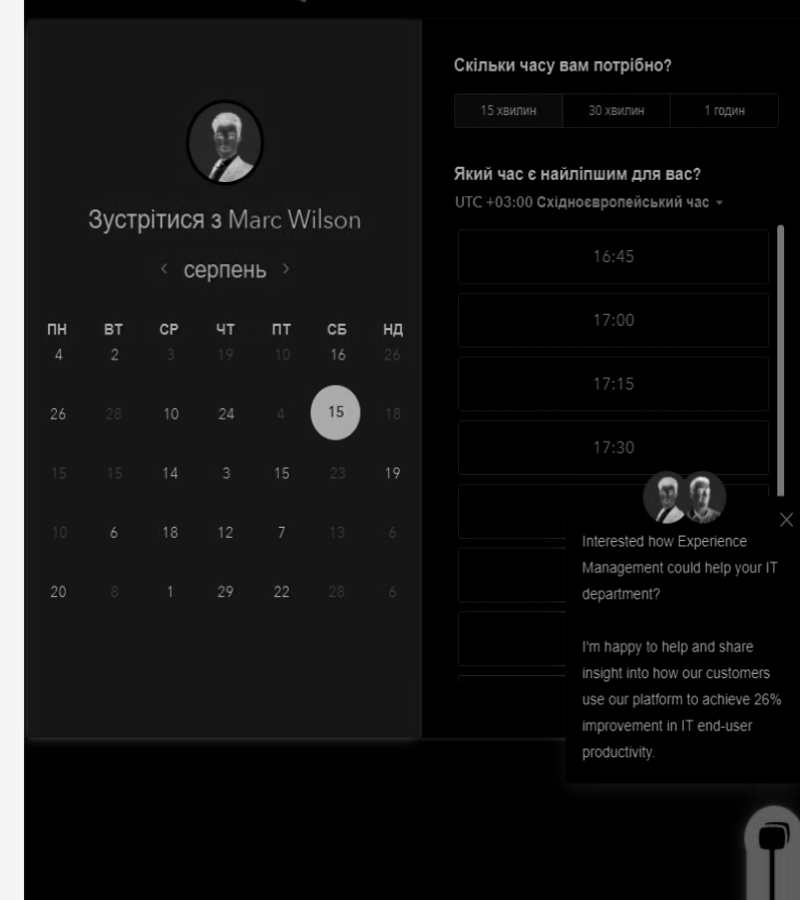 Зустрітися з Marc Wilson
серпень
ПН ВТ СР ЧТ ПТ СБ НД
4 2 3 19 10 16 26
26 28 10 24 4 15 18
15 15 14 3 15 23 19
10 6 18 12 7 13 6
20 8 1 29 22 28 6
Скільки часу вам потрібно?
15 хвилин 30 хвилин 1 годин
Який час є найліпшим для вас?
UTC +03:00 Східноєвропейський час
16:45
17:00
17:15
17:30
Interested how Experience
Management could help your IT
department?
I'm happy to help and share
insight into how our customers
use our platform to achieve 26%
improvement in IT end-user
productivity.